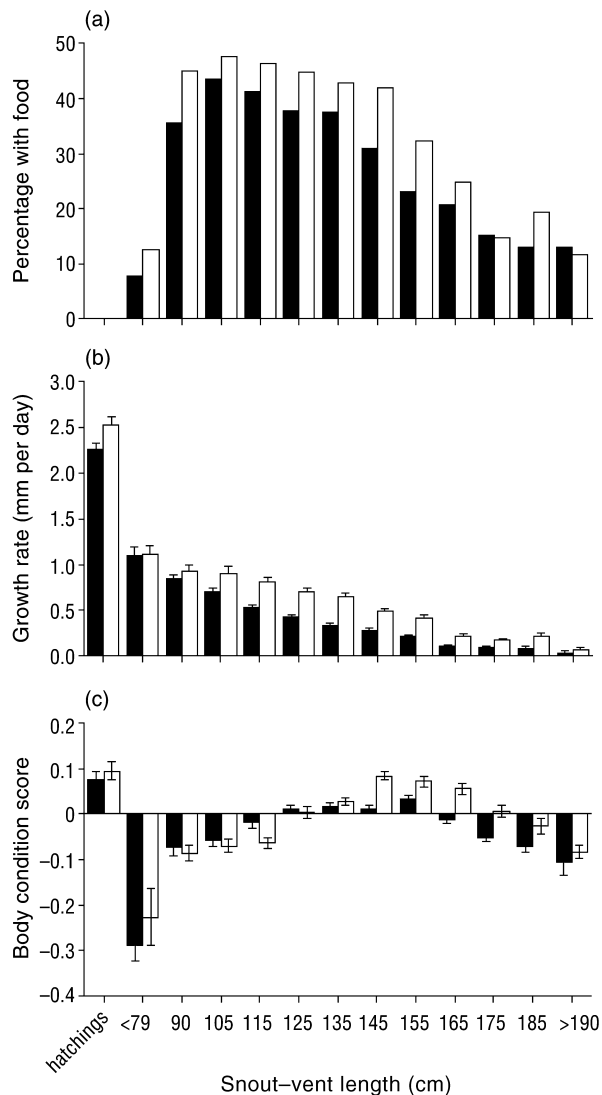 (a)
Percentage with food
50
40
30
20
10
0
(b)
Growth rate (mm per day)
3.0
2.5
2.0
1.5
1.0
0.5
0.0
(c)
Body condition score
0.2
0.1
0
–0.1
–0.2
–0.3
–0.4
hatchings <79 90 105 115 125 135 145 155 165 175 185 >190
Snout–vent length (cm)